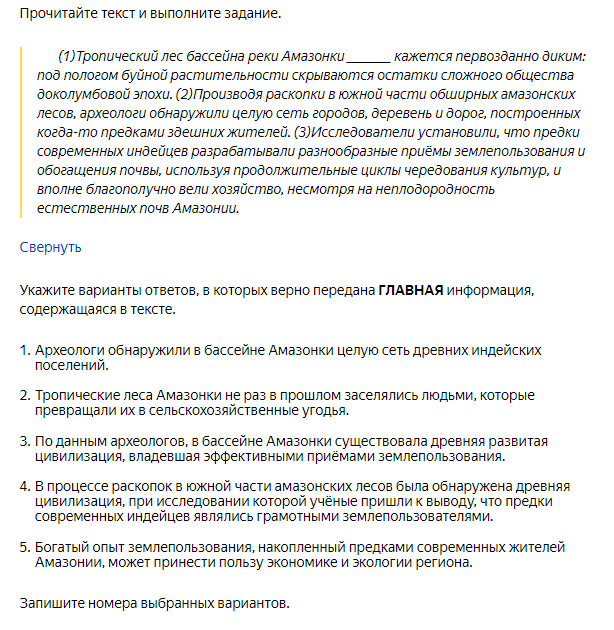 Прочитайте текст и выполните задание.
(1)Тропический лес бассейна реки Амазонки ______ кажется первозданно диким:
под пологом буйной растительности скрываются остатки сложного общества
доколумбовой эпохи. (2)Производя раскопки в южной части обширных амазонских
лесов, археологи обнаружили целую сеть городов, деревень и дорог, построенных
когда-то предками здешних жителей. (3)Исследователи установили, что предки
современных индейцев разрабатывали разнообразные приёмы землепользования и
обогащения почвы, используя продолжительные циклы чередования культур, и
вполне благополучно вели хозяйство, несмотря на неплодородность
естественных почв Амазонии.
Свернуть
Укажите варианты ответов, в которых верно передана ГЛАВНАЯ информация,
содержащаяся в тексте.
1. Археологи обнаружили в бассейне Амазонки целую сеть древних индейских
поселений.
2. Тропические леса Амазонки не раз в прошлом заселялись людьми, которые
превращали их в сельскохозяйственные угодья.
3. По данным археологов, в бассейне Амазонки существовала древняя развитая
цивилизация, владевшая эффективными приёмами землепользования.
4. В процессе раскопок в южной части амазонских лесов была обнаружена древняя
цивилизация, при исследовании которой учёные пришли к выводу, что предки
современных индейцев являлись грамотными землепользователями.
5. Богатый опыт землепользования, накопленный предками современных жителей
Амазонии, может принести пользу экономике и экологии региона.
Запишите номера выбранных вариантов.